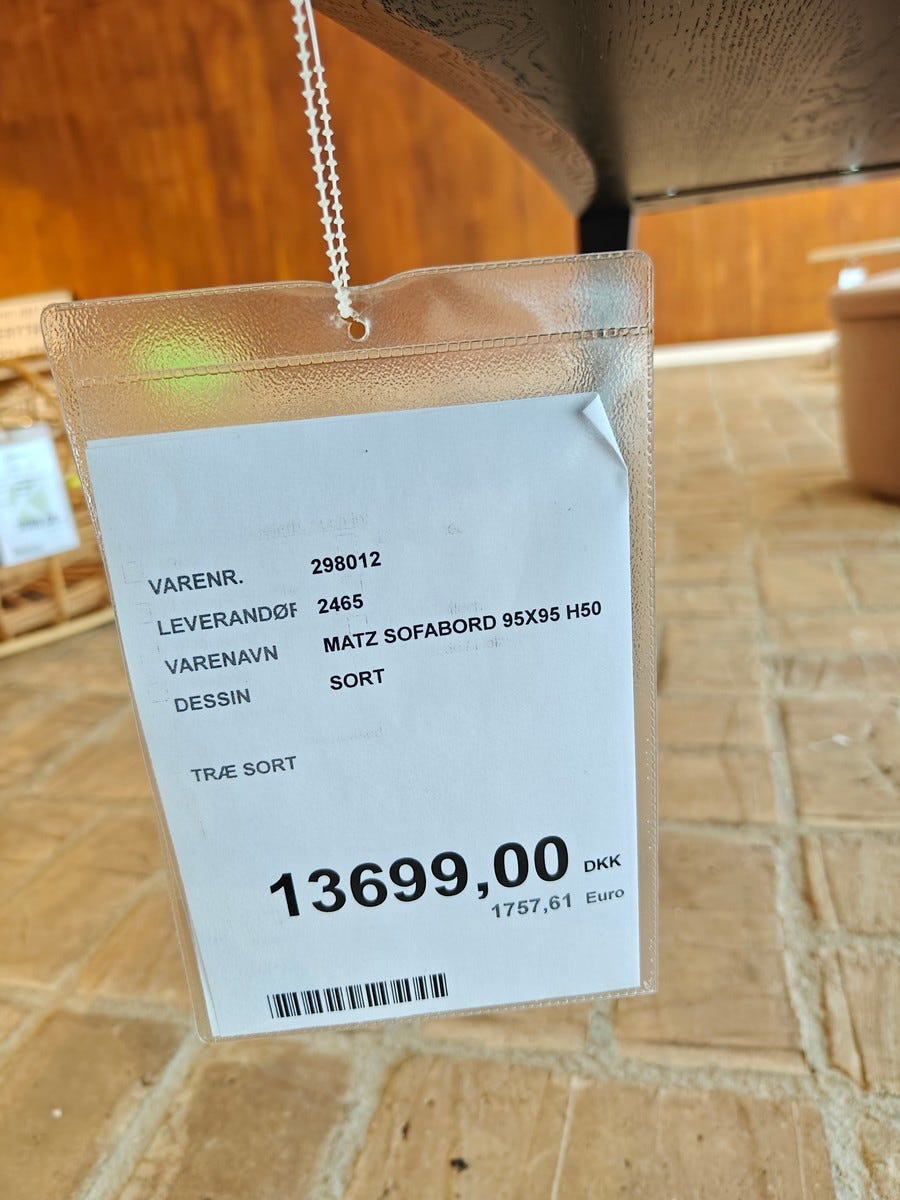 VARENR. 298012
LEVERANDØR 2465
VARENAVN MATZ SOFABORD 95X95 H50
DESSIN SORT
TRÆ SORT
13699,00 DKK
1757,61 Euro